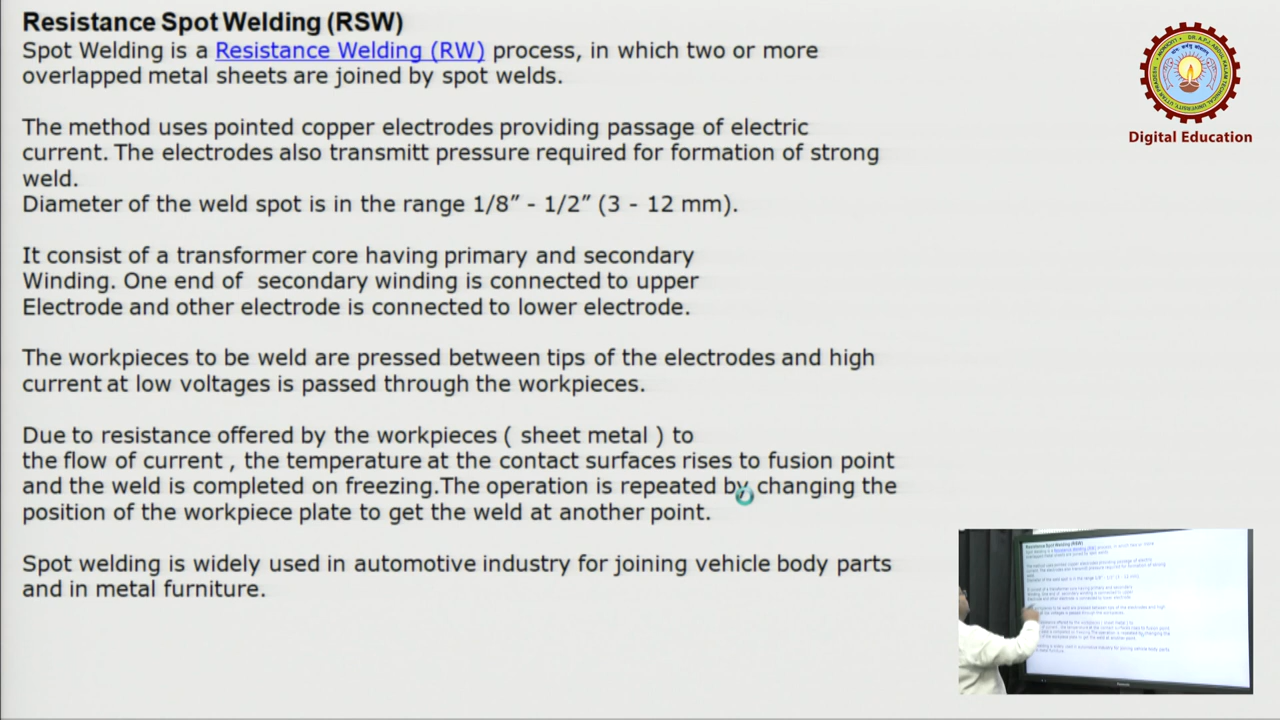 Resistance Spot Welding (RSW)
Spot Welding is a Resistance Welding (RW) process, in which two or more
overlapped metal sheets are joined by spot welds.
The method uses pointed copper electrodes providing passage of electric
current. The electrodes also transmitt pressure required for formation of strong
weld.
Diameter of the weld spot is in the range 1/8” - 1/2” (3 - 12 mm).
It consist of a transformer core having primary and secondary
Winding. One end of  secondary winding is connected to upper
Electrode and other electrode is connected to lower electrode.
The workpieces to be weld are pressed between tips of the electrodes and high
current at low voltages is passed through the workpieces.
Due to resistance offered by the workpieces ( sheet metal ) to
the flow of current , the temperature at the contact surfaces rises to fusion point
and the weld is completed on freezing.The operation is repeated by changing the
position of the workpiece plate to get the weld at another point.
Spot welding is widely used in automotive industry for joining vehicle body parts
and in metal furniture.
Digital Education